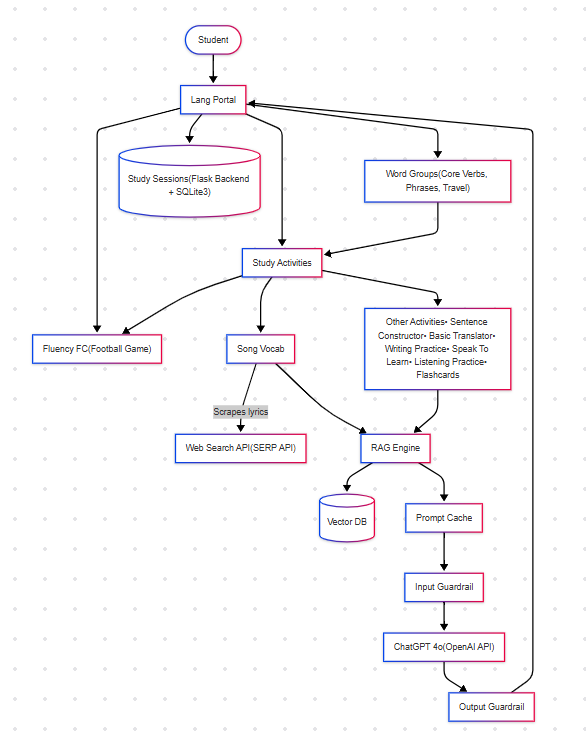 Student
Lang Portal
Study Sessions(Flask Backend
+ SQLite3)
Word Groups(Core Verbs,
Phrases, Travel)
Study Activities
Fluency FC(Football Game)
Song Vocab
Other Activities• Sentence
Constructor• Basic Translator•
Writing Practice• Speak To
Learn• Listening Practice•
Flashcards
Scrapes lyrics
Web Search API(SERP API)
RAG Engine
Vector DB
Prompt Cache
Input Guardrail
ChatGPT 4o(OpenAI API)
Output Guardrail